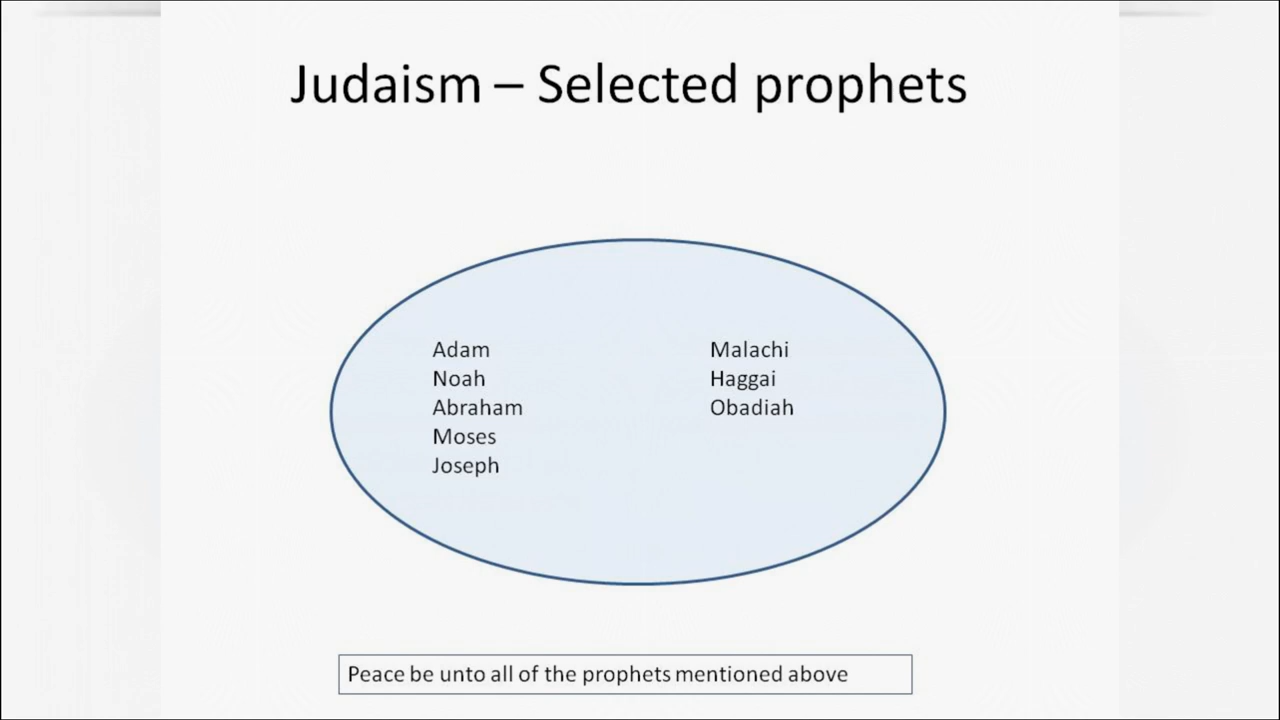 Judaism – Selected prophets
Adam
Noah
Abraham
Moses
Joseph
Malachi
Haggai
Obadiah
Peace be unto all of the prophets mentioned above